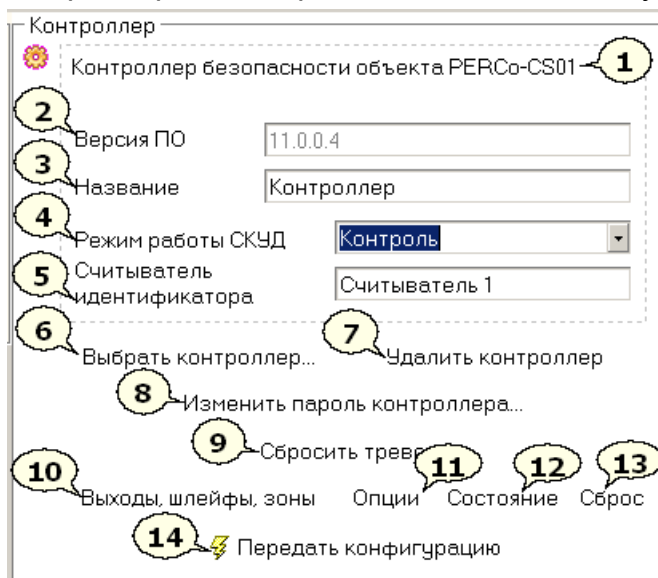 Контроллер
Контроллер безопасности объекта PERCo-CS01 1
2
Версия ПО 11.0.0.4
3
Название Контроллер
4
Режим работы СКУД Контроль
5 Считыватель
идентификатора Считыватель 1
6 7
Выбрать контроллер... Удалить контроллер
8 Изменить пароль контроллера...
9 Сбросить
10 11 12 13
Выходы, шлейфы, зоны Опции Состояние Сброс
14 Передать конфигурацию